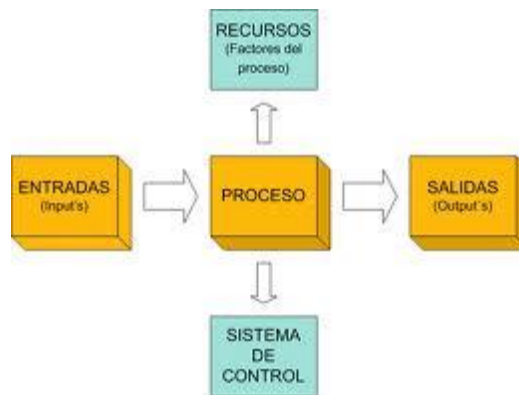 RECURSOS
(Factores del
proceso)
ENTRADAS
(Input´s)
PROCESO
SALIDAS
(Output´s)
SISTEMA
DE
CONTROL